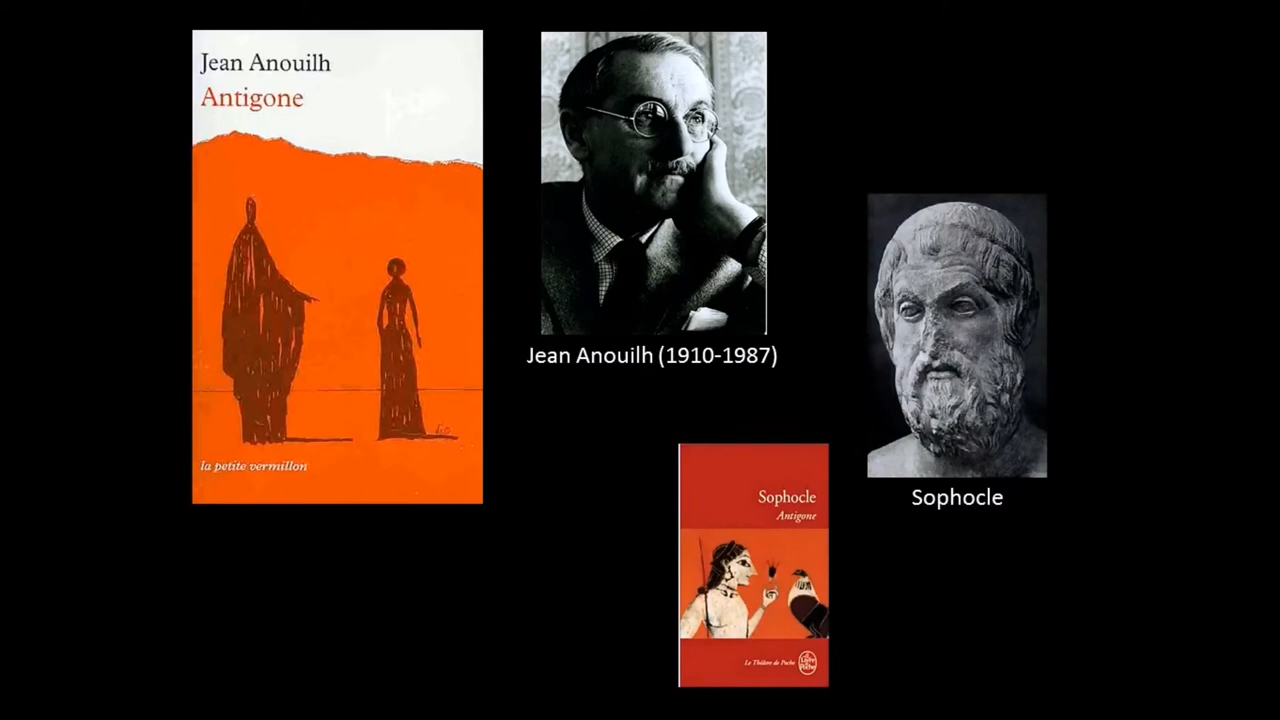 Jean Anouilh
Antigone
la petite vermillon
Jean Anouilh (1910-1987)
Sophocle
Sophocle
Antigone
Le Théâtre de Poche